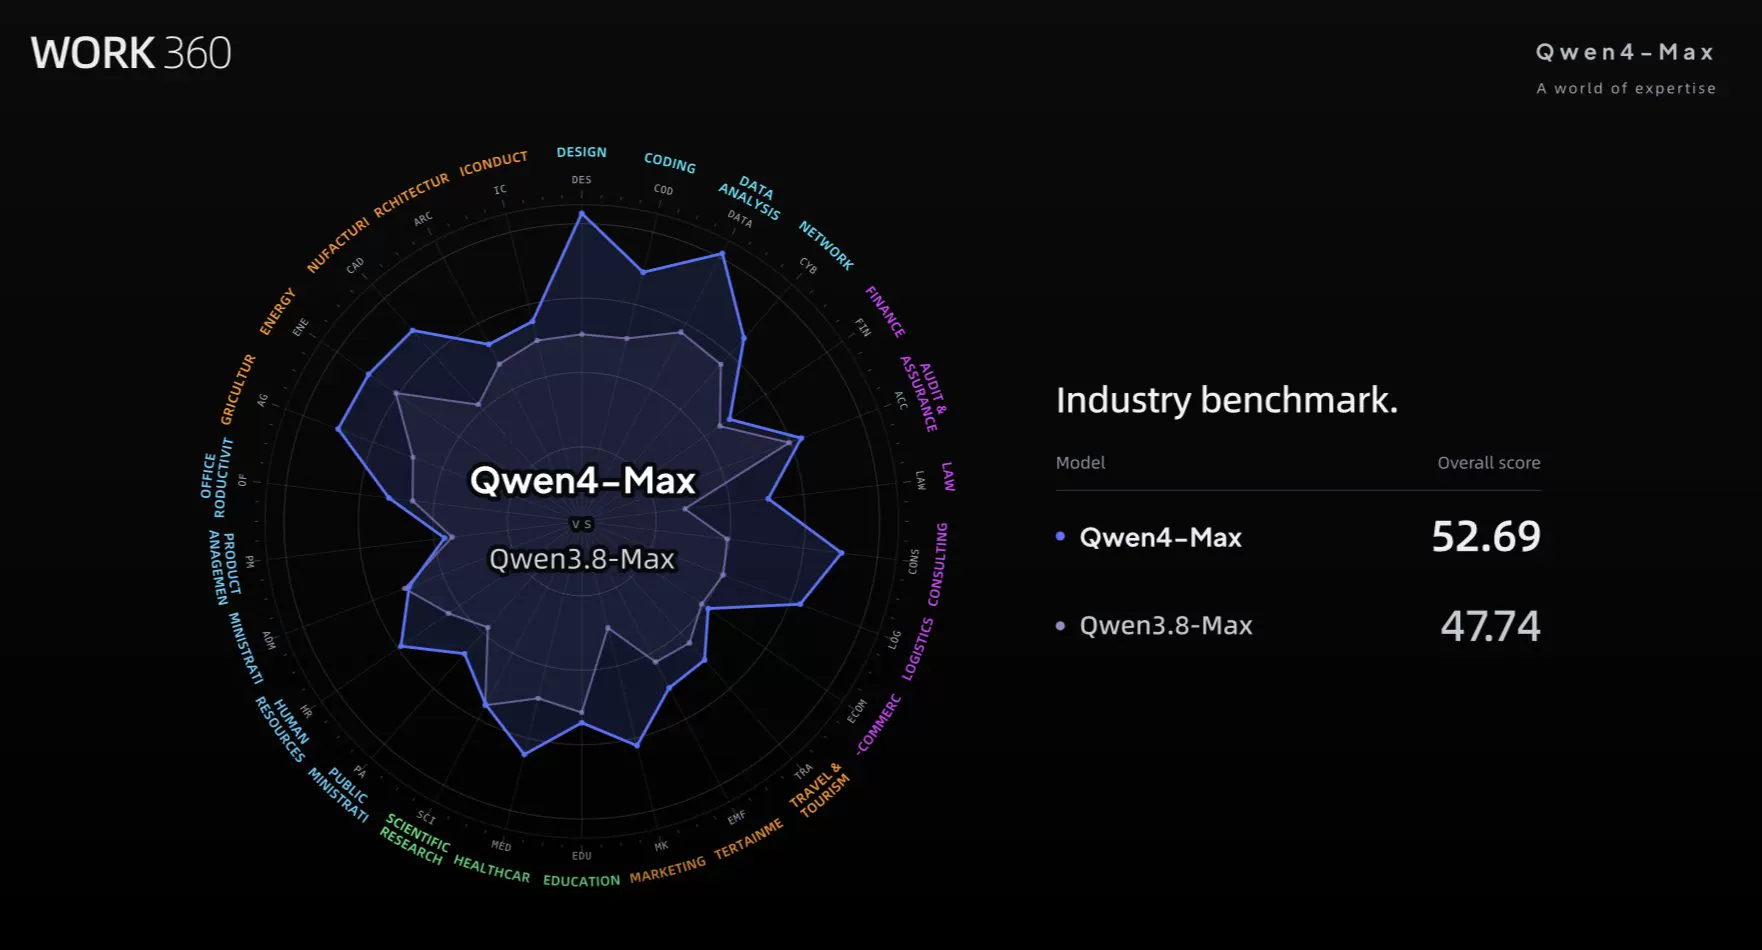 WORK 360
Qwen4-Max
A world of expertise
DESIGN
CODING
DATA
ANALYSIS
NETWORK
FINANCE
AUDIT &
ASSURANCE
LAW
CONSULTING
LOGISTICS
-COMMERC
TRAVEL &
TOURISM
TERTAINME
MARKETING
EDUCATION
HEALTHCAR
SCIENTIFIC
RESEARCH
PUBLIC
MINISTRATI
HUMAN
RESOURCES
MINISTRATI
PRODUCT
ANAGEMEN
OFFICE
RODUCTIVIT
GRICULTUR
ENERGY
NUFACTURI
RCHITECTUR
ICONDUCT
DES
COD
DATA
CYB
FIN
ACC
LAW
CONS
LOG
ECOM
TRA
EMF
MK
EDU
MED
SCI
PA
HR
ADM
PM
OF
AG
ENE
CAD
ARC
IC
Qwen4-Max
VS
Qwen3.8-Max
Industry benchmark.
Model Overall score
Qwen4-Max 52.69
Qwen3.8-Max 47.74